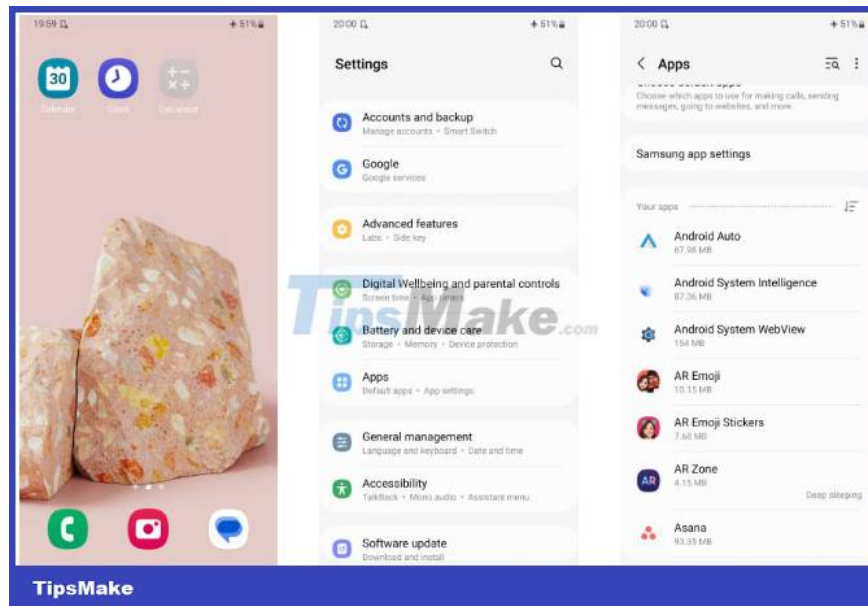 19:59
51%
30
Calendar
Clock
Calculator
20:00
51%
Settings
Accounts and backup
Manage accounts • Smart Switch
Google
Google services
Advanced features
Labs • Side key
Digital Wellbeing and parental controls
Screen time • App timers
Battery and device care
Storage • Memory • Device protection
Apps
Default apps • App settings
General management
Language and keyboard • Date and time
Accessibility
TalkBack • Mono audio • Assistant menu
Software update
Download and install
20:00
51%
Apps
Choose default apps
Choose which apps to use for making calls, sending
messages, going to websites, and more.
Samsung app settings
Your apps
Android Auto
67.98 MB
Android System Intelligence
87.36 MB
Android System WebView
154 MB
AR Emoji
10.15 MB
AR Emoji Stickers
7.68 MB
AR
AR Zone
4.15 MB
Deep sleeping
Asana
93.35 MB
TipsMake.com
TipsMake